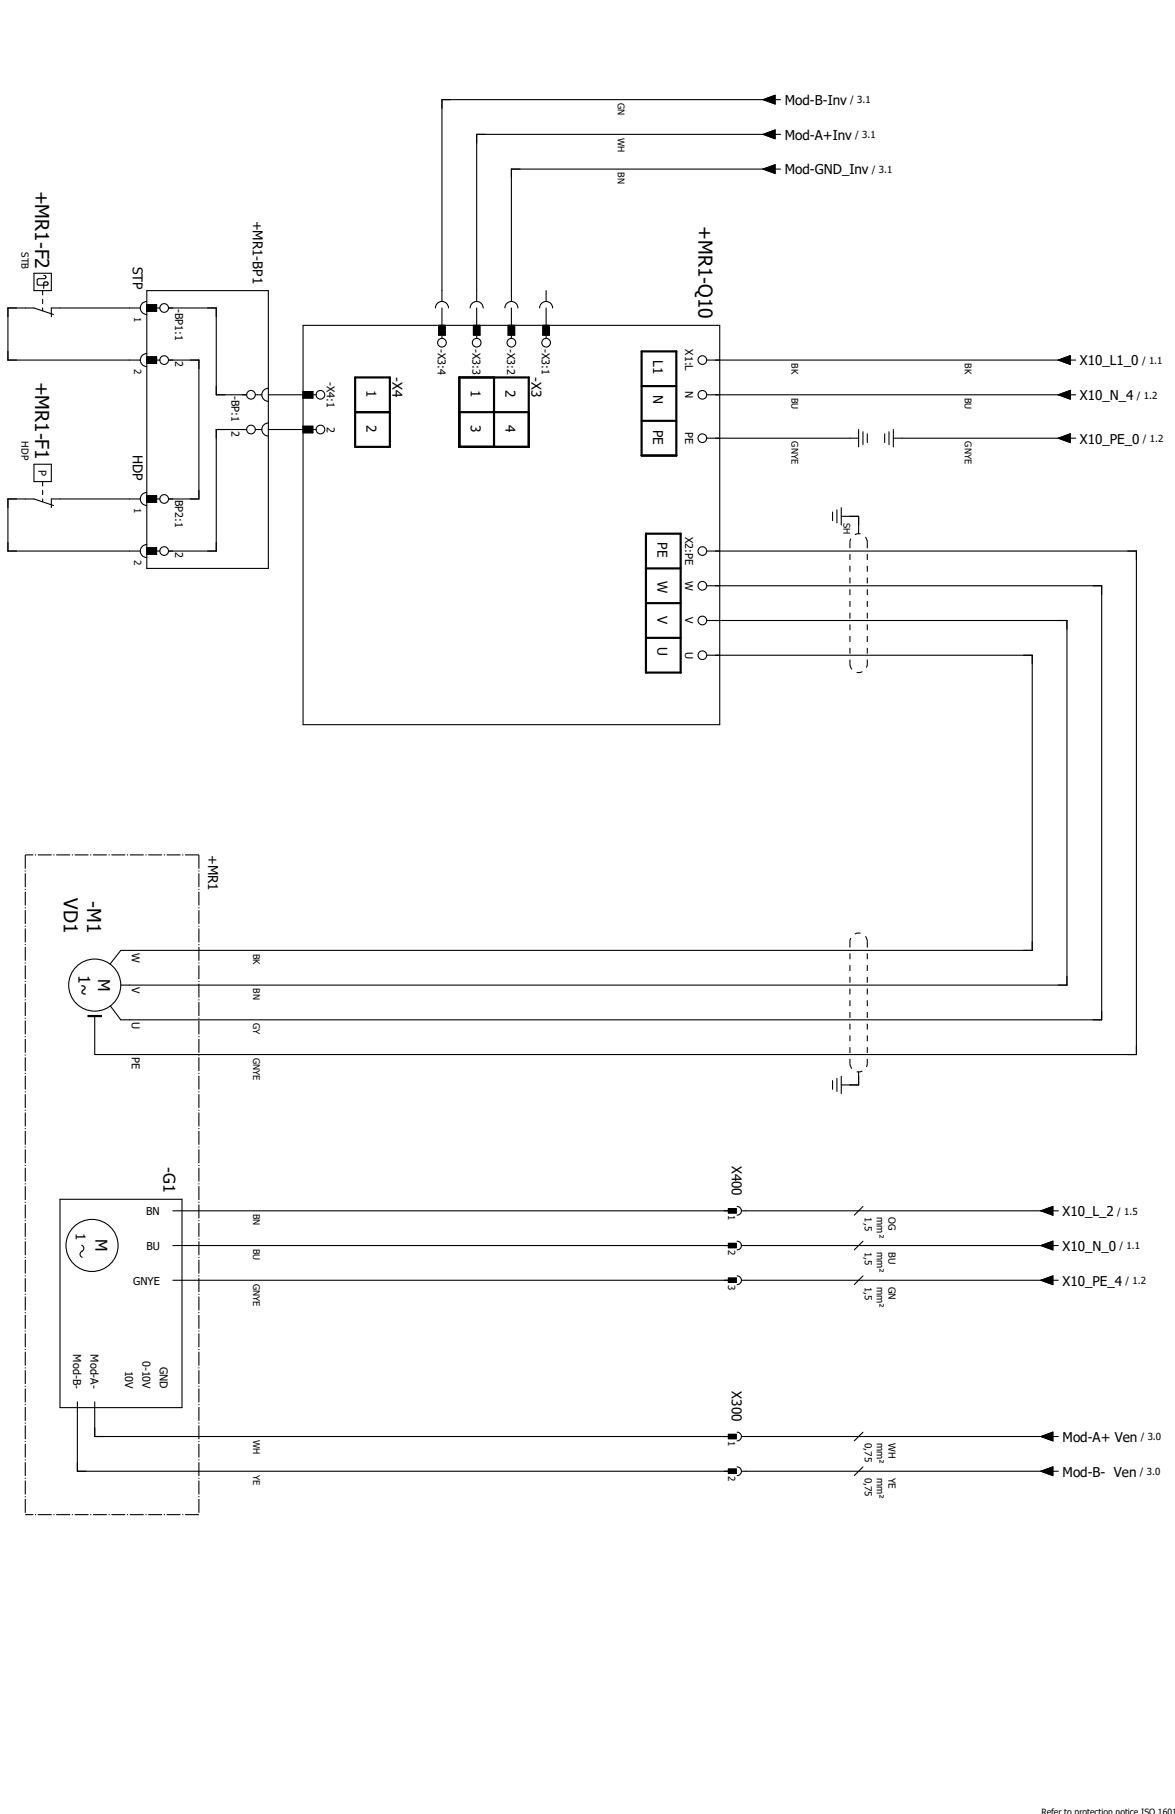 Mod-B-Inv / 3.1
GN
Mod-A+Inv / 3.1
WH
Mod-GND_Inv / 3.1
BN
+MR1-Q10
+MR1-F2
STB
+MR1-BP1
STP
-BP1:1
1
2
2
+MR1-F1
HDP
P
HDP
BP2:1
1
2
2
-BP:1
2
-X4:1
2
-X4
1
2
-X3:4
-X3:3
-X3:2
-X3:1
-X3
1
2
3
4
L1
N
PE
X1:L
N
PE
BK
BK
X10_L1_0 / 1.1
BU
BU
X10_N_4 / 1.2
GNYE
GNYE
X10_PE_0 / 1.2
SH
PE
W
V
U
X2:PE
W
V
U
+MR1
-M1
VD1
M
1~
W
V
U
PE
BK
BN
GY
GNYE
-G1
M
1~
BN
BU
GNYE
BN
BU
GNYE
X400
1
2
3
OG
mm²
1,5
BU
mm²
1,5
GN
mm²
1,5
X10_L_2 / 1.5
X10_N_0 / 1.1
X10_PE_4 / 1.2
GND
0-10V
10V
Mod-A-
Mod-B-
WH
YE
X300
1
2
WH
mm²
0,75
YE
mm²
0,75
Mod-A+ Ven / 3.0
Mod-B- Ven / 3.0
Refer to protection notice ISO 1601